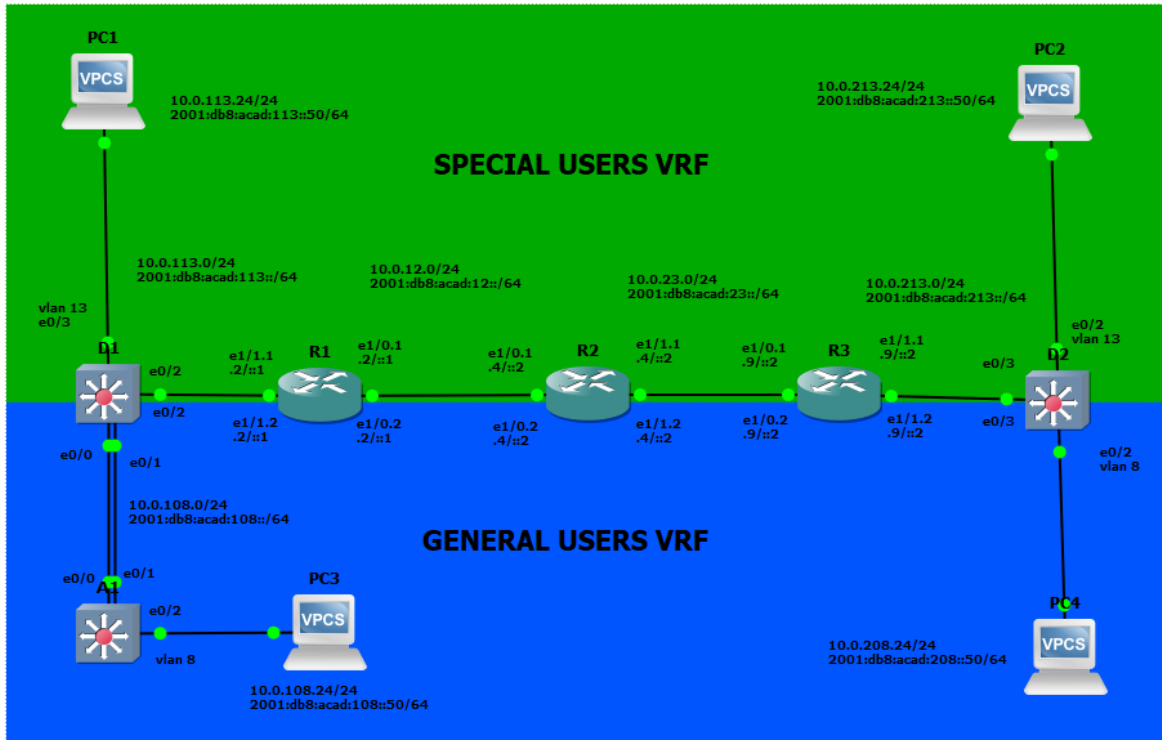 PC1
VPCS
10.0.113.24/24
2001:db8:acad:113::50/64
PC2
VPCS
10.0.213.24/24
2001:db8:acad:213::50/64
SPECIAL USERS VRF
10.0.113.0/24
2001:db8:acad:113::/64
10.0.12.0/24
2001:db8:acad:12::/64
10.0.23.0/24
2001:db8:acad:23::/64
10.0.213.0/24
2001:db8:acad:213::/64
vlan 13
e0/3
D1
e0/2
e0/2
e1/1.1
.2/::1
R1
e1/0.1
.2/::1
e1/1.2
.2/::1
e1/0.2
.2/::1
e1/0.1
.4/::2
R2
e1/1.1
.4/::2
e1/0.2
.4/::2
e1/1.2
.4/::2
e1/0.1
.9/::2
R3
e1/1.1
.9/::2
e1/0.2
.9/::2
e1/1.2
.9/::2
e0/3
e0/3
e0/2
vlan 13
D2
e0/2
vlan 8
e0/0
e0/1
10.0.108.0/24
2001:db8:acad:108::/64
GENERAL USERS VRF
e0/0
e0/1
A1
e0/2
vlan 8
PC3
VPCS
10.0.108.24/24
2001:db8:acad:108::50/64
PC4
VPCS
10.0.208.24/24
2001:db8:acad:208::50/64